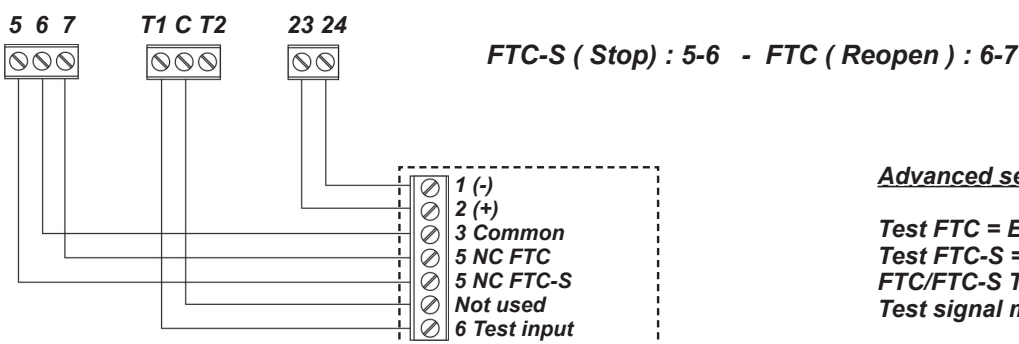 5 6 7
T1 C T2
23 24
FTC-S ( Stop) : 5-6 - FTC ( Reopen ) : 6-7
1 (-)
2 (+)
3 Common
5 NC FTC
5 NC FTC-S
Not used
6 Test input
Advanced se
Test FTC = E
Test FTC-S =
FTC/FTC-S T
Test signal n